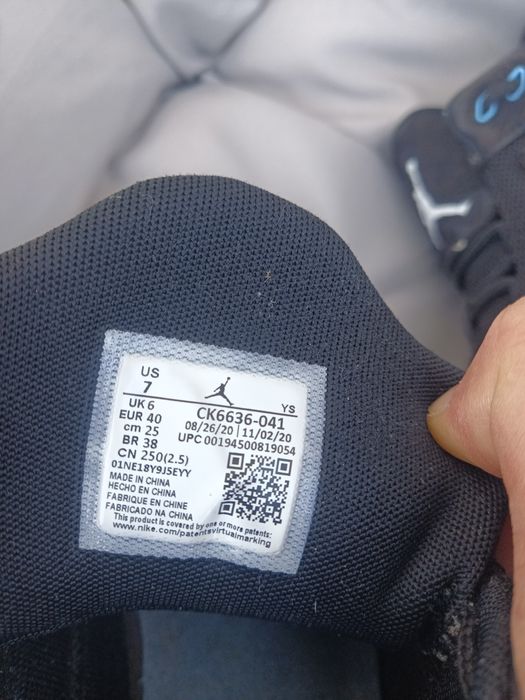 US
7
YS
UK 6
EUR 40
cm 25
BR 38
CN 250(2.5)
CK6636-041
08/26/20 11/02/20
UPC 00194500819054
01NE18Y9J5EYY
MADE IN CHINA
HECHO EN CHINA
FABRIQUE EN CHINE
FABRICADO NA CHINA
This product is covered by one or more patents:
www.nike.com/patentsvirtualmarking